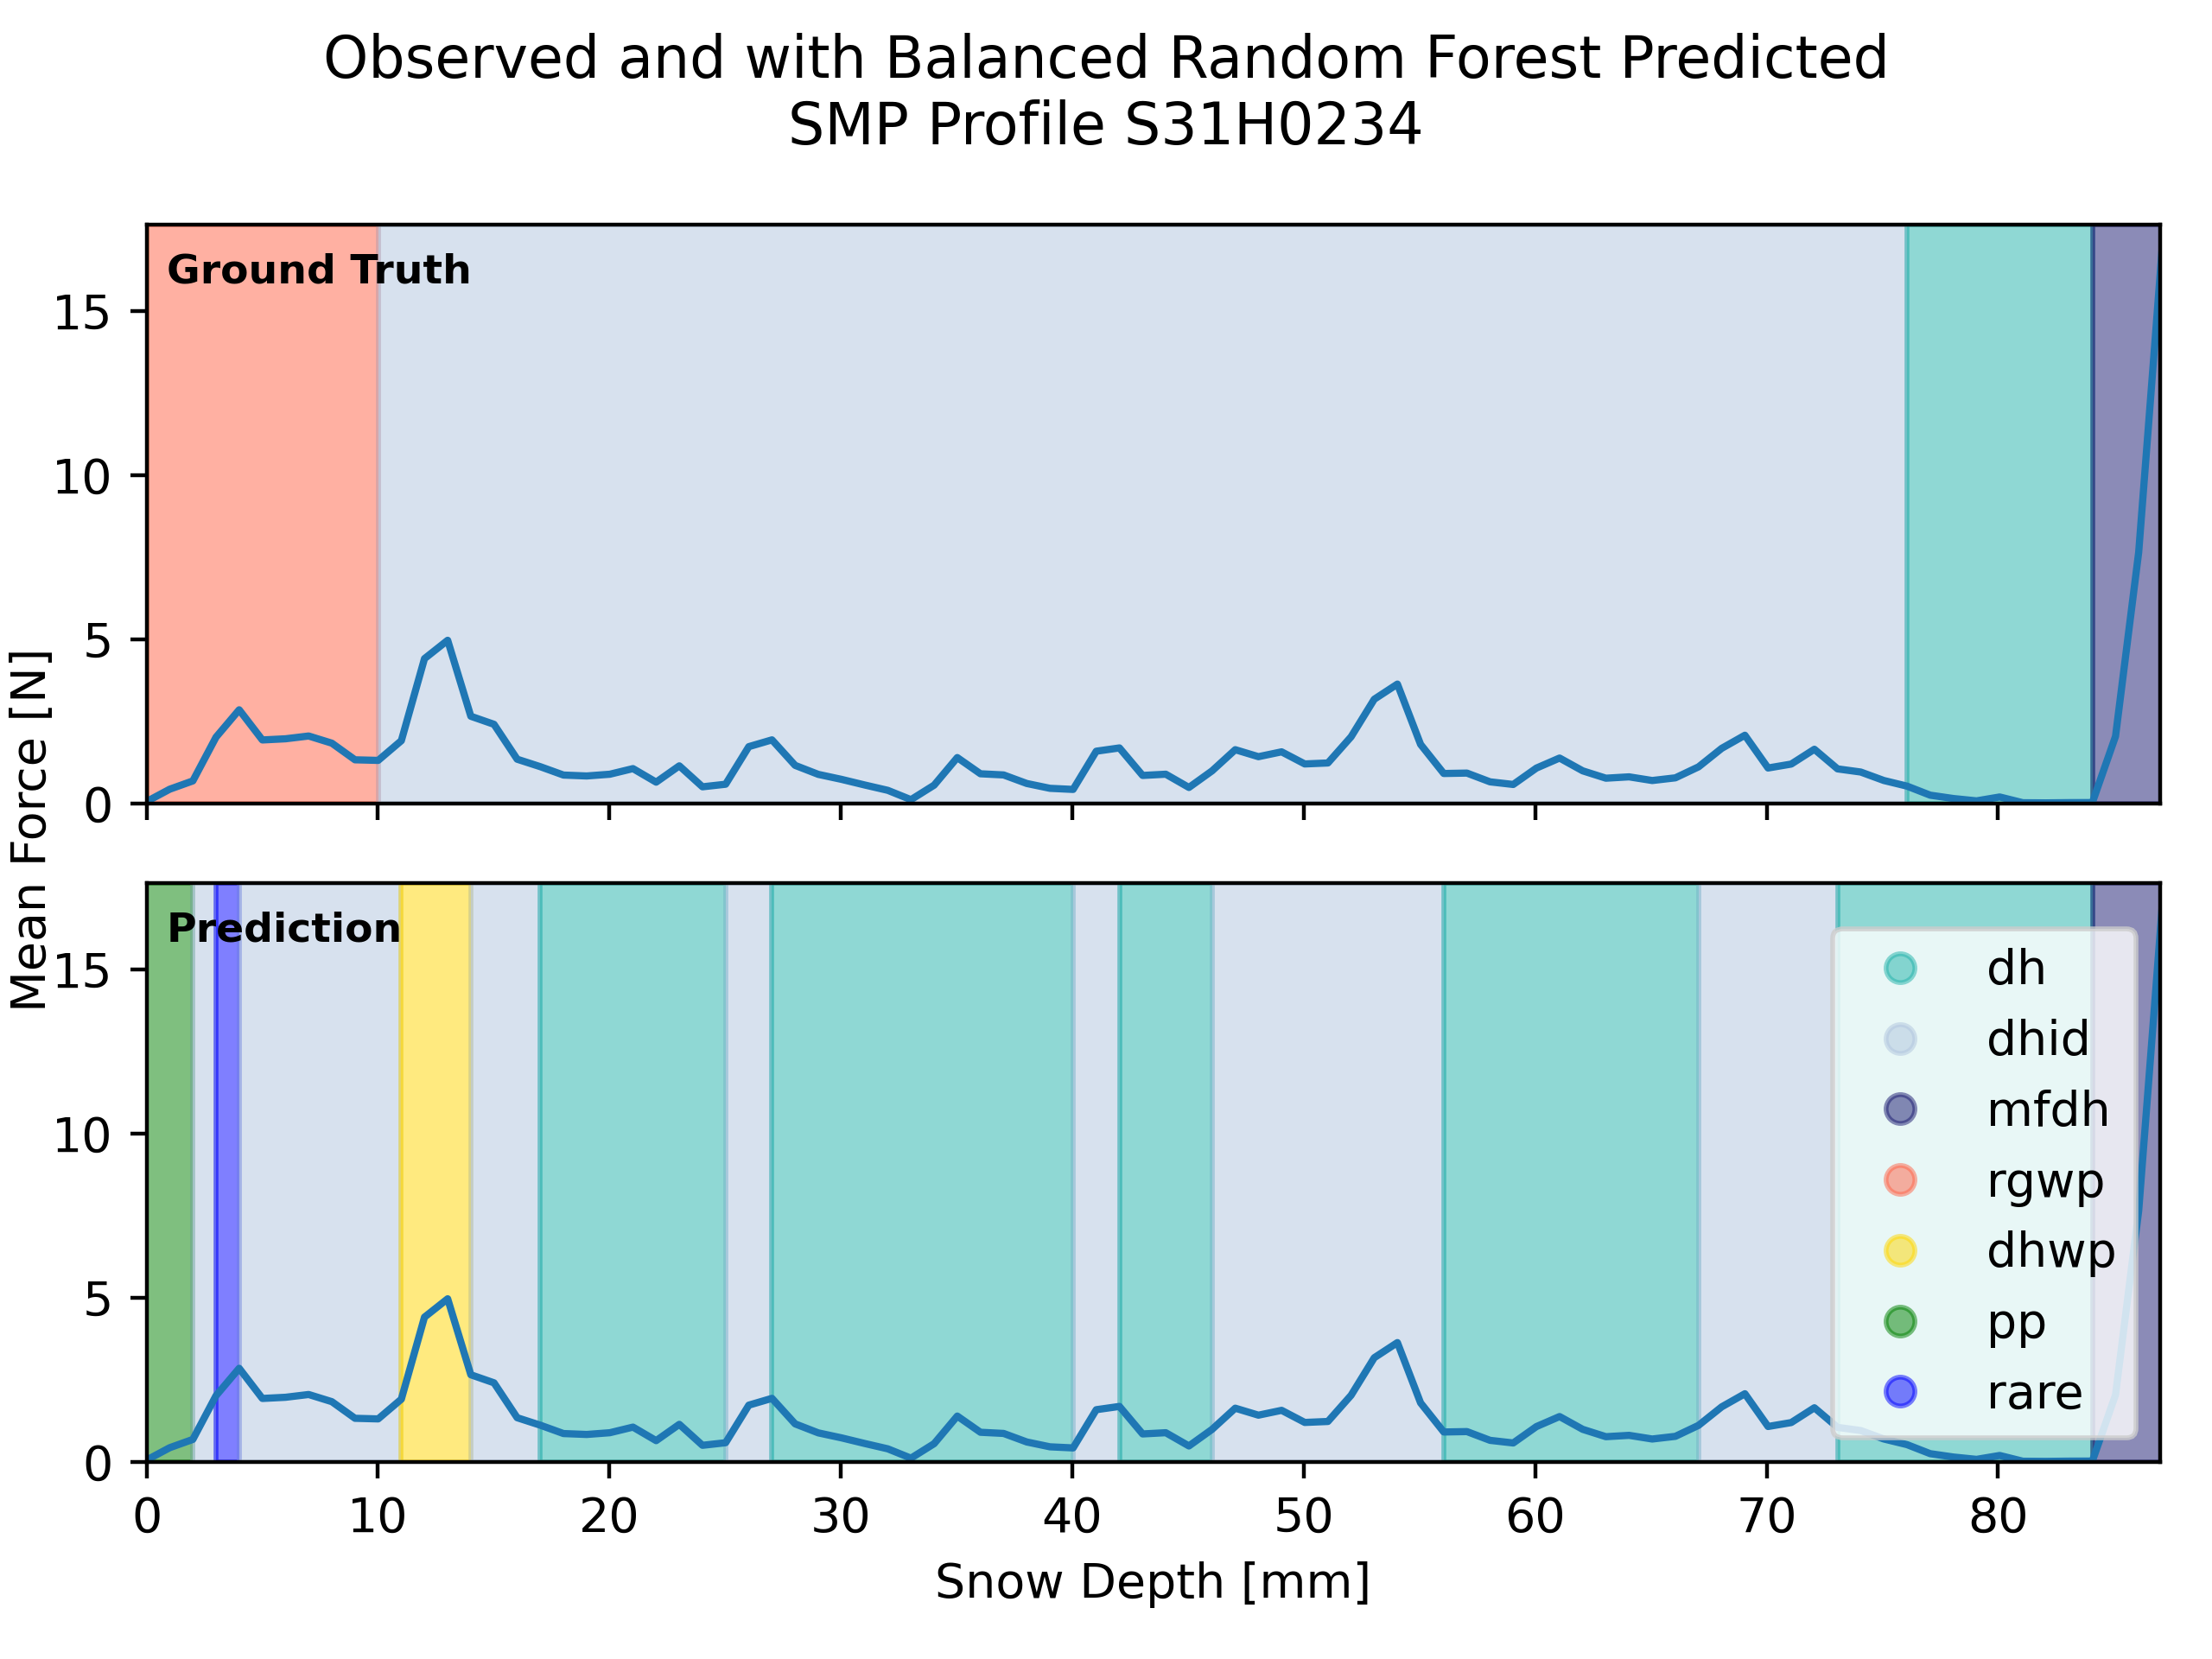 Observed and with Balanced Random Forest Predicted
SMP Profile S31H0234
Ground Truth
15
10
5
0
Mean Force [N]
Prediction
15
10
5
0
dh
dhid
mfdh
rgwp
dhwp
pp
rare
0 10 20 30 40 50 60 70 80
Snow Depth [mm]